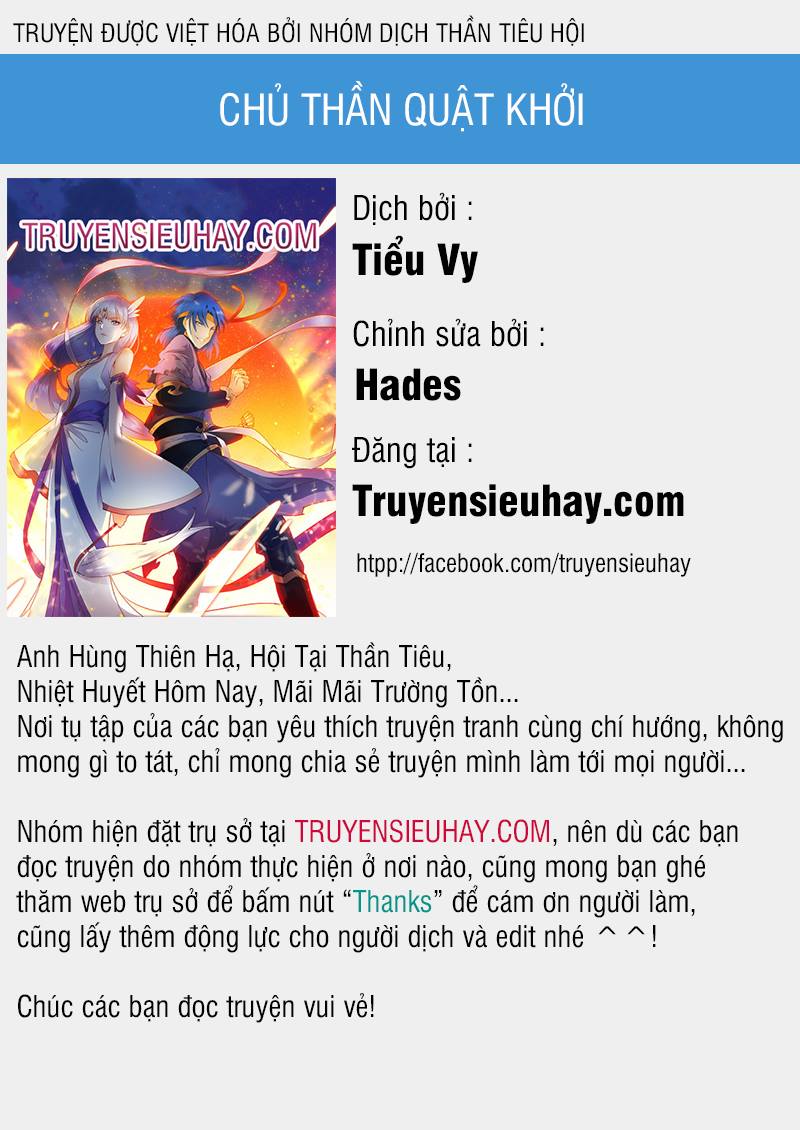 TRUYỆN ĐƯỢC VIỆT HÓA BỞI NHÓM DỊCH THẦN TIÊU HỘI
CHỦ THẦN QUẬT KHỞI
TRUYENSIEUHAY.COM
Dịch bởi :
Tiểu Vy
Chỉnh sửa bởi :
Hades
Đăng tại :
Truyensieuhay.com
htpp://facebook.com/truyensieuhay
Anh Hùng Thiên Hạ, Hội Tại Thần Tiêu,
Nhiệt Huyết Hôm Nay, Mãi Mãi Trường Tồn...
Nơi tụ tập của các bạn yêu thích truyện tranh cùng chí hướng, không
mong gì to tát, chỉ mong chia sẻ truyện mình làm tới mọi người...
Nhóm hiện đặt trụ sở tại TRUYENSIEUHAY.COM, nên dù các bạn
đọc truyện do nhóm thực hiện ở nơi nào, cũng mong bạn ghé
thăm web trụ sở để bấm nút “Thanks” để cám ơn người làm,
cũng lấy thêm động lực cho người dịch và edit nhé ^ ^!
Chúc các bạn đọc truyện vui vẻ!